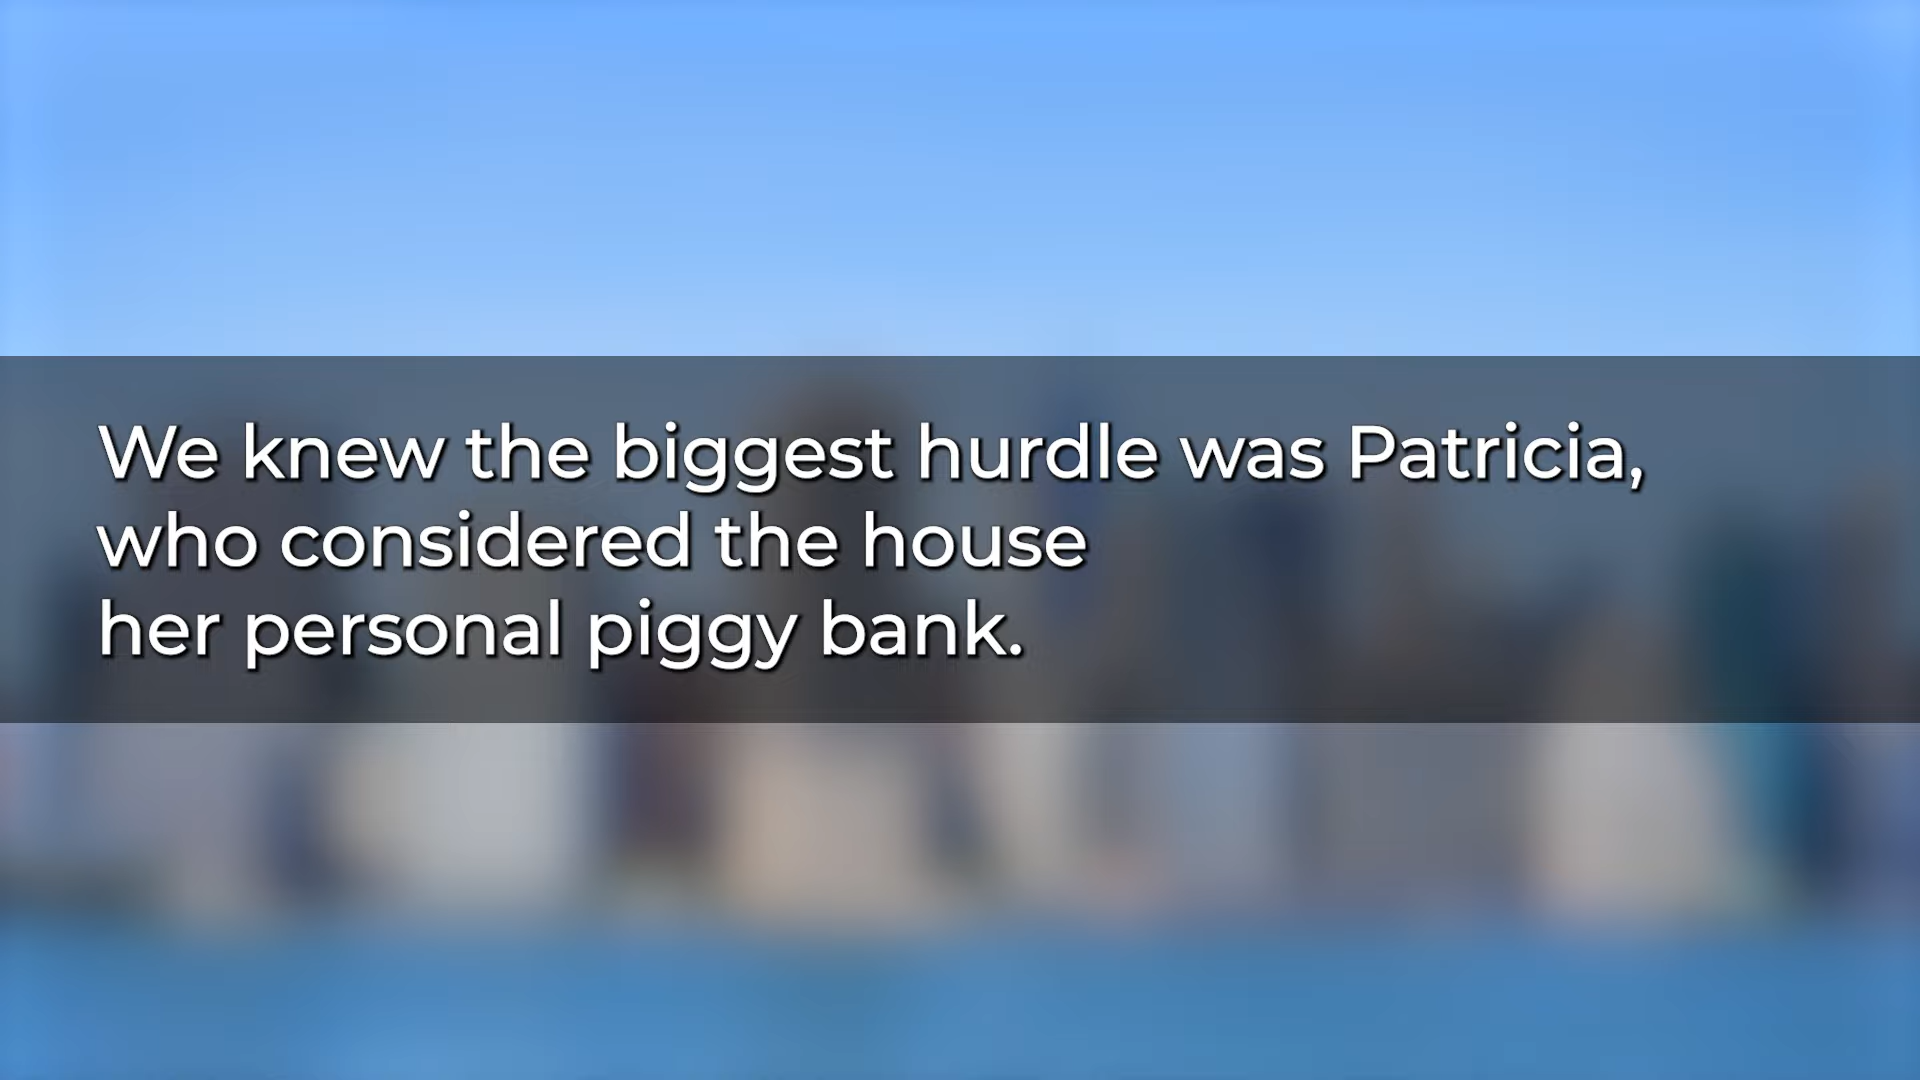 We knew the biggest hurdle was Patricia,
who considered the house
her personal piggy bank.